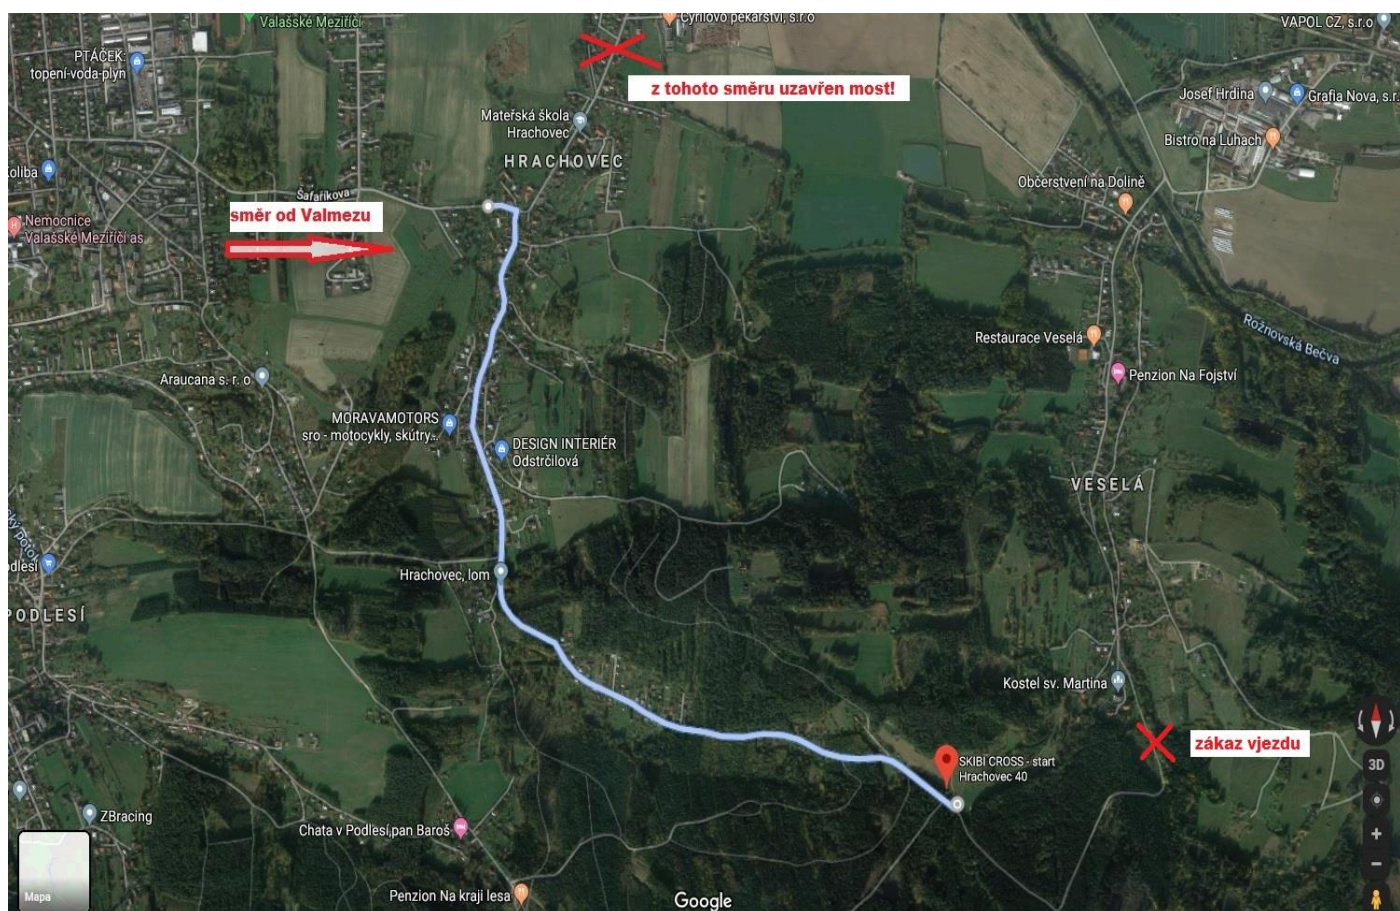 Valašské Meziříčí
Cyrilovo pekařství, s.r.o
VAPOL CZ, s.r.o
PTÁČEK:
topení-voda-plyn
z tohoto směru uzavřen most!
Josef Hrdina
Grafia Nova, s.r.
Mateřská škola
Hrachovec
Bistro na Luhách
HRACHOVEC
Koliba
Šafaříkova
Občerstvení na Dolině
směr od Valmezu
Nemocnice
Valašské Meziříčí as
Rožnovská Bečva
Restaurace Veselá
Araucana s. r. o
Penzion Na Fojství
MORAVAMOTORS
sro - motocykly, skútry...
DESIGN INTERIÉR
Odstrčilová
VESELÁ
ký potok
odlesí
Hrachovec, lom
PODLESÍ
Kostel sv. Martina
zákaz vjezdu
SKIBI CROSS - start
Hrachovec 40
3D
ZBracing
Chata v Podlesí,pan Baroš
Mapa
Penzion Na kraji lesa
Google